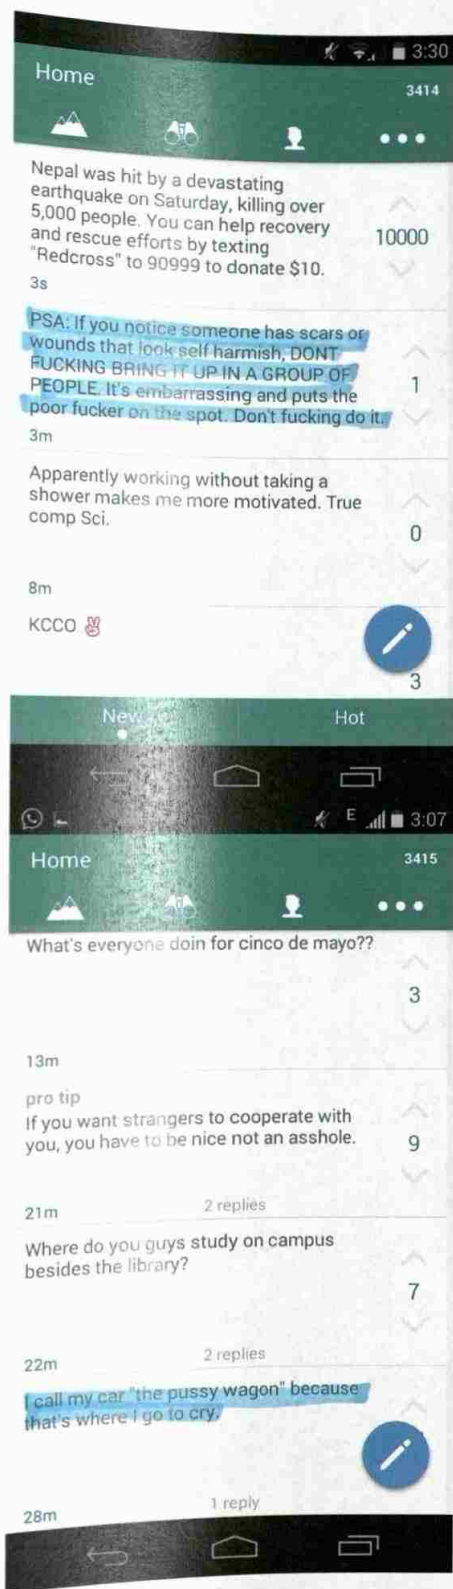 3:30
Home
3414
Nepal was hit by a devastating
earthquake on Saturday, killing over
5,000 people. You can help recovery
and rescue efforts by texting
"Redcross" to 90999 to donate $10.
10000
3s
PSA: If you notice someone has scars or
wounds that look self harmish, DONT
FUCKING BRING IT UP IN A GROUP OF
PEOPLE. It's embarrassing and puts the
poor fucker on the spot. Don't fucking do it.
1
3m
Apparently working without taking a
shower makes me more motivated. True
comp Sci.
0
8m
KCCO ✌
3
New
Hot
E 3:07
Home
3415
What's everyone doin for cinco de mayo??
3
13m
pro tip
If you want strangers to cooperate with
you, you have to be nice not an asshole.
9
21m
2 replies
Where do you guys study on campus
besides the library?
7
22m
2 replies
I call my car "the pussy wagon" because
that's where i go to cry.
28m
1 reply